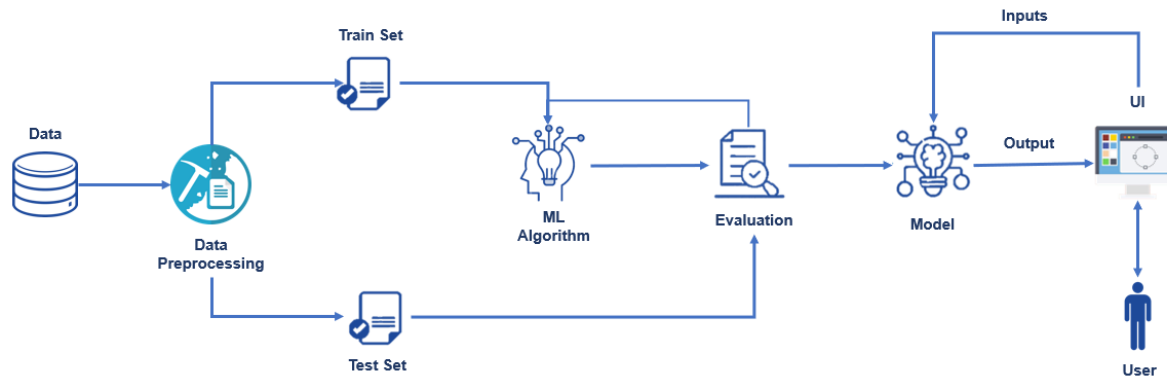 Inputs
Train Set
UI
Data
Output
ML
Algorithm
Evaluation
Model
Data
Preprocessing
Test Set
User